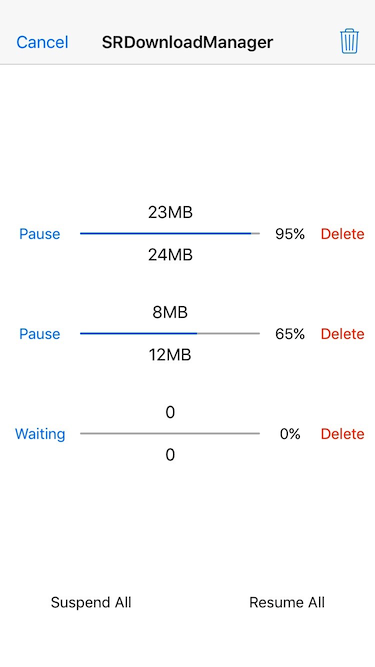 Cancel SRDownloadManager
23MB
Pause 95% Delete
24MB
8MB
Pause 65% Delete
12MB
0
Waiting 0% Delete
0
Suspend All Resume All